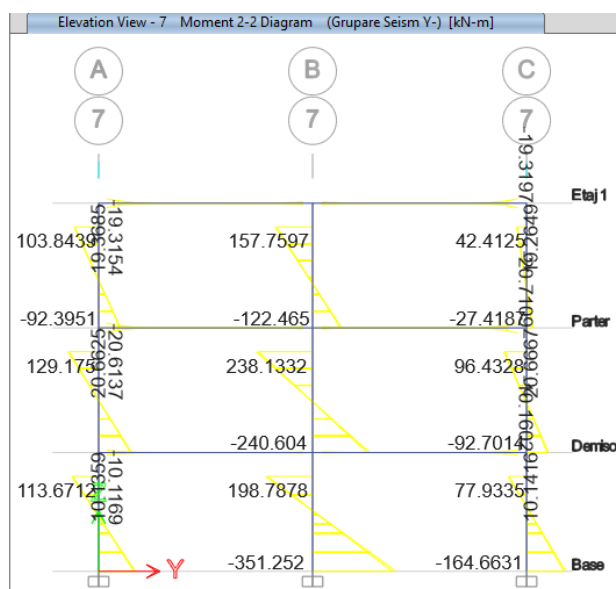 Elevation View - 7 Moment 2-2 Diagram (Grupare Seism Y-) [kN-m]
A B C
7 7 7
Etaj 1
103.8439 157.7597 42.4125
-19.3154
-92.3951 -122.465 -27.4187 Parter
129.175 238.1332 96.4328
-20.6137
-240.604 -92.7014 Demiso
113.6712 198.7878 77.9335
-10.1169
-351.252 -164.6631 Base
Y